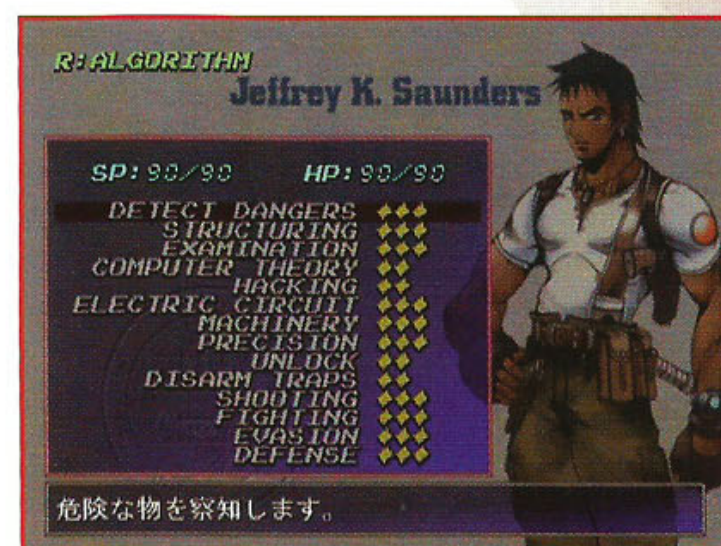 R:ALGORITHM
Jeffrey K. Saunders
SP:90/90 HP:90/90
DETECT DANGERS ♦♦♦
STRUCTURING ♦♦♦
EXAMINATION ♦♦♦
COMPUTER THEORY ♦♦
HACKING ♦♦
ELECTRIC CIRCUIT ♦♦♦
MACHINERY ♦♦♦
PRECISION ♦♦♦
UNLOCK ♦♦
DISARM TRAPS ♦♦
SHOOTING ♦♦♦
FIGHTING ♦♦♦
EVASION ♦♦♦
DEFENSE ♦♦♦
危険な物を察知します。